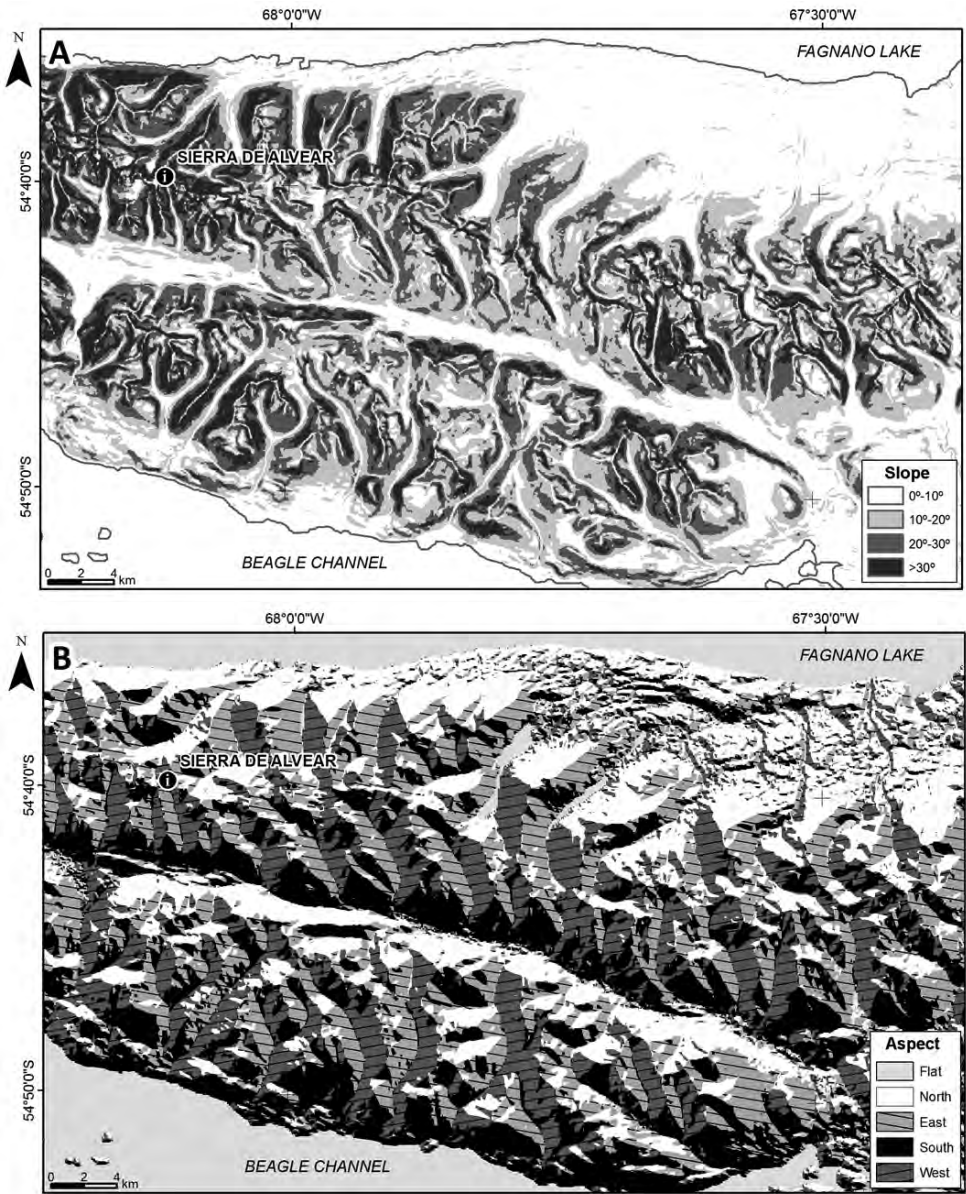 68°0'0"W
67°30'0"W
N
A
FAGNANO LAKE
SIERRA DE ALVEAR
i
54°40'0"S
54°50'0"S
BEAGLE CHANNEL
0 2 4 km
Slope
0º-10º
10º-20º
20º-30º
>30º
68°0'0"W
67°30'0"W
N
B
FAGNANO LAKE
SIERRA DE ALVEAR
i
54°40'0"S
54°50'0"S
BEAGLE CHANNEL
0 2 4 km
Aspect
Flat
North
East
South
West